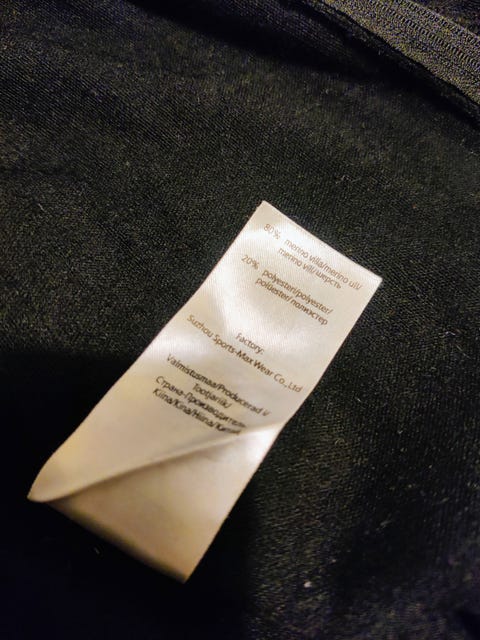 80% merino villa/merino ull/
merino vill/шерсть
20% polyesteri/polyester/
polüester/полиэстер
Factory:
Suzhou Sports-Max Wear Co.,Ltd
Valmistusmaa/Producerad i/
Tootjariik/
Страна-Производитель
Kiina/Kina/Hiina/Китай